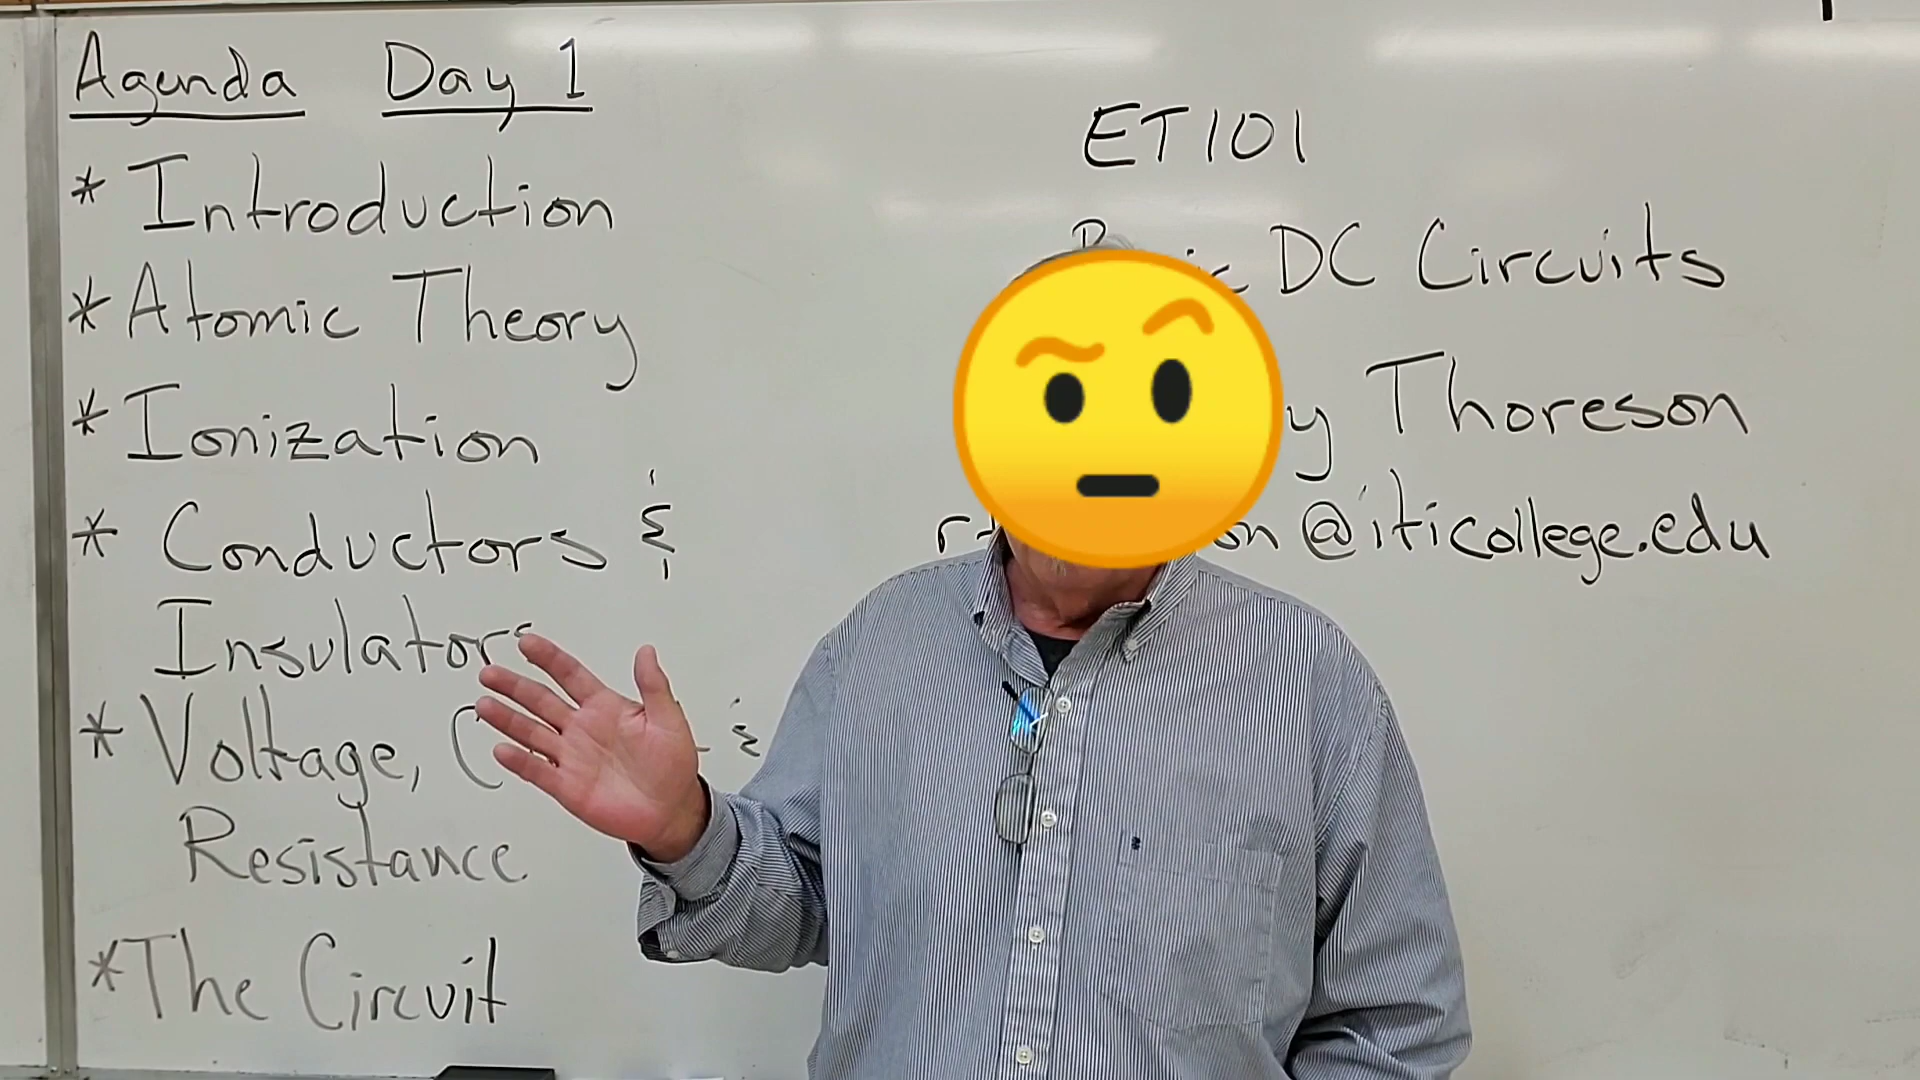 Agenda Day 1
* Introduction
* Atomic Theory
* Ionization
* Conductors &
Insulators
* Voltage, &
Resistance
* The Circuit
ET101
DC Circuits
Thoreson
@iticollege.edu